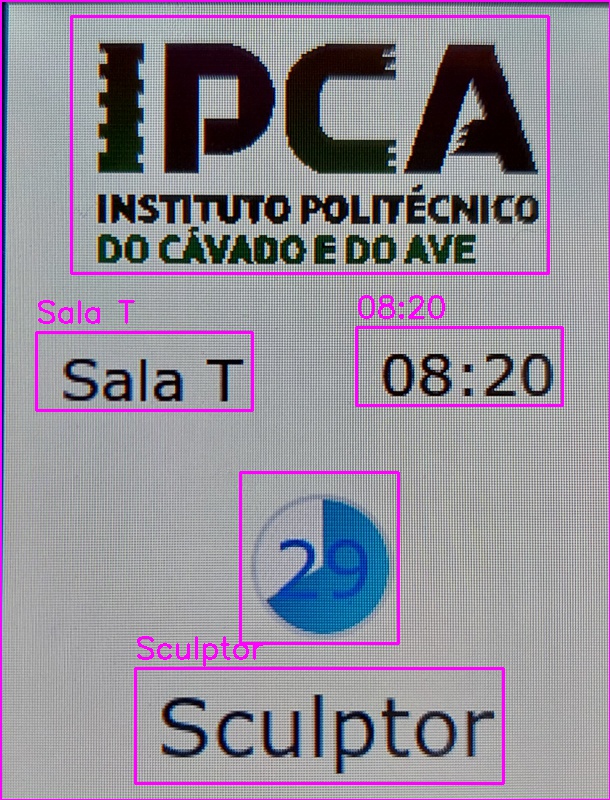 IPCA
INSTITUTO POLITÉCNICO
DO CÁVADO E DO AVE
Sala T 08:20
Sala T 08:20
29
Sculptor
Sculptor